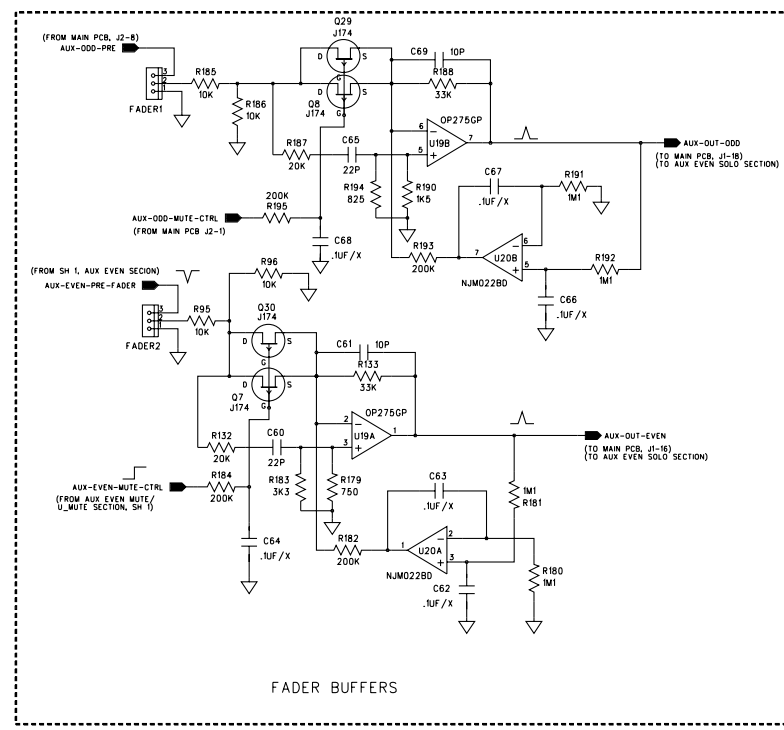 Q29
J174
(FROM MAIN PCB, J2-8)
AUX-ODD-PRE
3
2
1
FADER1
R185
10K
R186
10K
D
S
G
Q8
J174
D
S
G
C69
10P
R188
33K
OP275GP
6
5
7
U19B
R187
20K
C65
22P
R194
825
R190
1K5
AUX-OUT-ODD
(TO MAIN PCB, J1-18)
(TO AUX EVEN SOLO SECTION)
C67
.1UF/X
R191
1M1
200K
R195
AUX-ODD-MUTE-CTRL
(FROM MAIN PCB J2-1)
C68
.1UF/X
R193
200K
7
U20B
6
5
NJM022BD
R192
1M1
C66
.1UF/X
(FROM SH 1, AUX EVEN SECION)
AUX-EVEN-PRE-FADER
R96
10K
3
2
1
FADER2
R95
10K
Q30
J174
D
S
G
Q7
J174
D
S
G
C61
10P
R133
33K
OP275GP
2
3
1
U19A
R132
20K
C60
22P
R183
3K3
R179
750
AUX-OUT-EVEN
(TO MAIN PCB, J1-16)
(TO AUX EVEN SOLO SECTION)
AUX-EVEN-MUTE-CTRL
(FROM AUX EVEN MUTE/
U_MUTE SECTION, SH 1)
R184
200K
C64
.1UF/X
C63
.1UF/X
1M1
R181
R182
200K
1
U20A
2
3
NJM022BD
C62
.1UF/X
R180
1M1
FADER BUFFERS